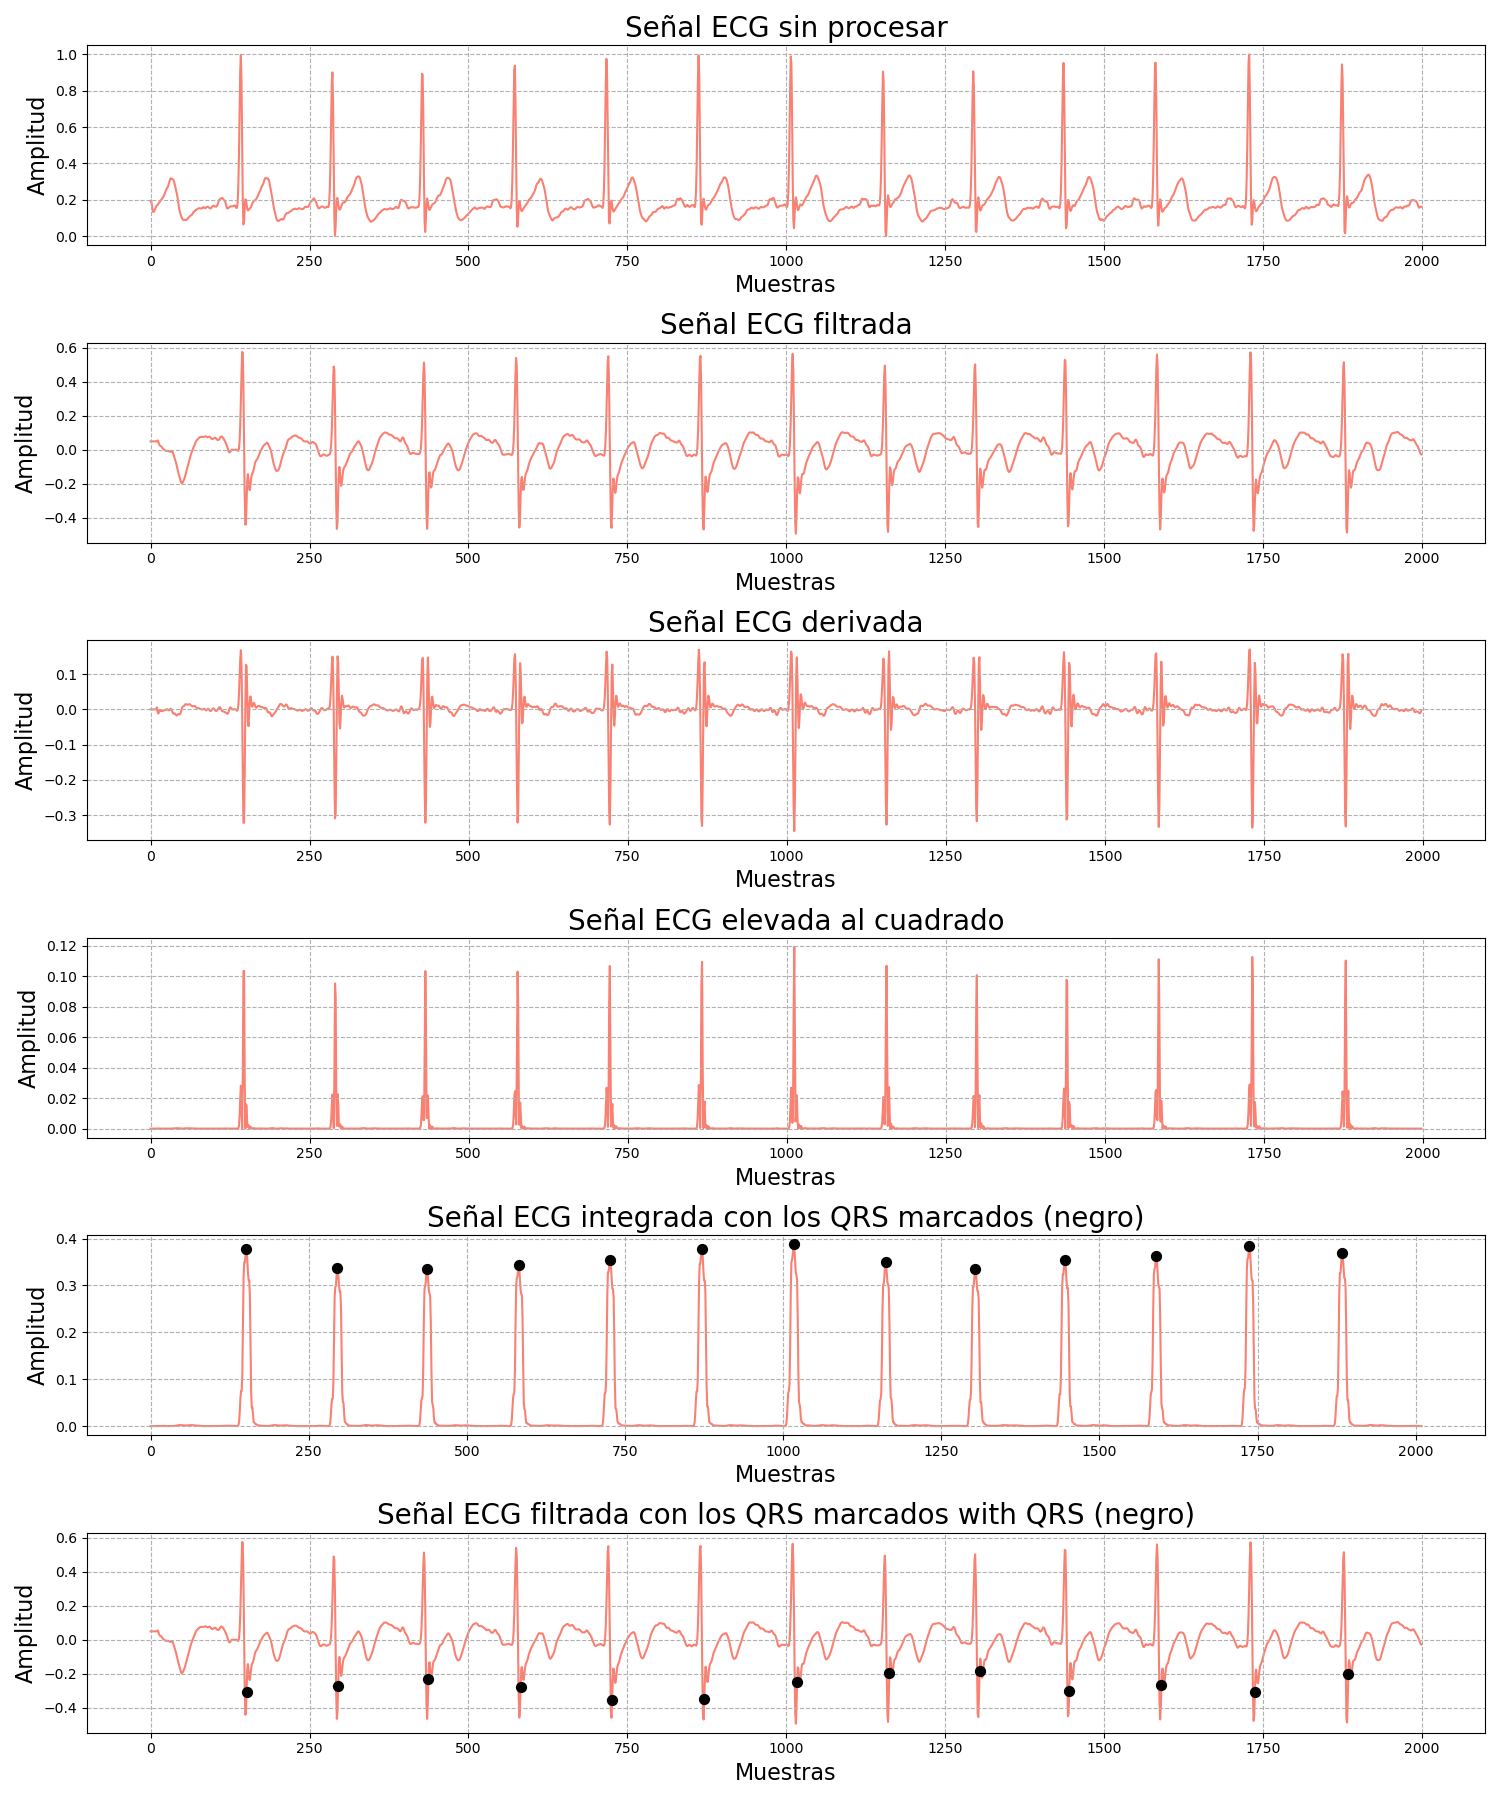 Señal ECG sin procesar
1.0
0.8
0.6
0.4
0.2
0.0
Amplitud
0 250 500 750 1000 1250 1500 1750 2000
Muestras
Señal ECG filtrada
0.6
0.4
0.2
0.0
−0.2
−0.4
Amplitud
0 250 500 750 1000 1250 1500 1750 2000
Muestras
Señal ECG derivada
0.1
0.0
−0.1
−0.2
−0.3
Amplitud
0 250 500 750 1000 1250 1500 1750 2000
Muestras
Señal ECG elevada al cuadrado
0.12
0.10
0.08
0.06
0.04
0.02
0.00
Amplitud
0 250 500 750 1000 1250 1500 1750 2000
Muestras
Señal ECG integrada con los QRS marcados (negro)
0.4
0.3
0.2
0.1
0.0
Amplitud
0 250 500 750 1000 1250 1500 1750 2000
Muestras
Señal ECG filtrada con los QRS marcados with QRS (negro)
0.6
0.4
0.2
0.0
−0.2
−0.4
Amplitud
0 250 500 750 1000 1250 1500 1750 2000
Muestras